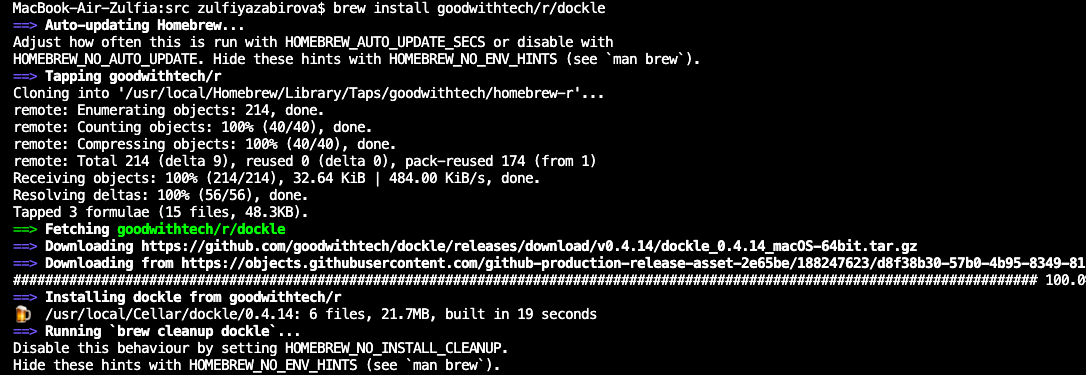 MacBook-Air-Zulfia:src zulfiyazabirova$ brew install goodwithtech/r/dockle
==> Auto-updating Homebrew...
Adjust how often this is run with HOMEBREW_AUTO_UPDATE_SECS or disable with
HOMEBREW_NO_AUTO_UPDATE. Hide these hints with HOMEBREW_NO_ENV_HINTS (see `man brew`).
==> Tapping goodwithtech/r
Cloning into '/usr/local/Homebrew/Library/Taps/goodwithtech/homebrew-r'...
remote: Enumerating objects: 214, done.
remote: Counting objects: 100% (40/40), done.
remote: Compressing objects: 100% (40/40), done.
remote: Total 214 (delta 9), reused 0 (delta 0), pack-reused 174 (from 1)
Receiving objects: 100% (214/214), 32.64 KiB | 484.00 KiB/s, done.
Resolving deltas: 100% (56/56), done.
Tapped 3 formulae (15 files, 48.3KB).
==> Fetching goodwithtech/r/dockle
==> Downloading https://github.com/goodwithtech/dockle/releases/download/v0.4.14/dockle_0.4.14_macOS-64bit.tar.gz
==> Downloading from https://objects.githubusercontent.com/github-production-release-asset-2e65be/188247623/d8f38b30-57b0-4b95-8349-81
######################################################################## 100.0
==> Installing dockle from goodwithtech/r
🍺 /usr/local/Cellar/dockle/0.4.14: 6 files, 21.7MB, built in 19 seconds
==> Running `brew cleanup dockle`...
Disable this behaviour by setting HOMEBREW_NO_INSTALL_CLEANUP.
Hide these hints with HOMEBREW_NO_ENV_HINTS (see `man brew`).